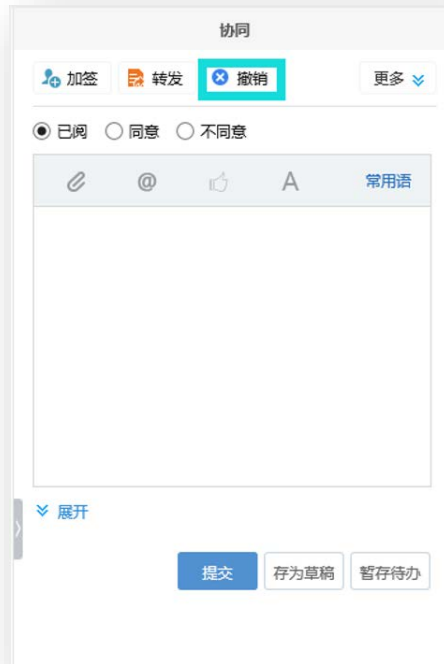 协同
加签 转发 撤销 更多
已阅 同意 不同意
@ A 常用语
展开
提交 存为草稿 暂存待办